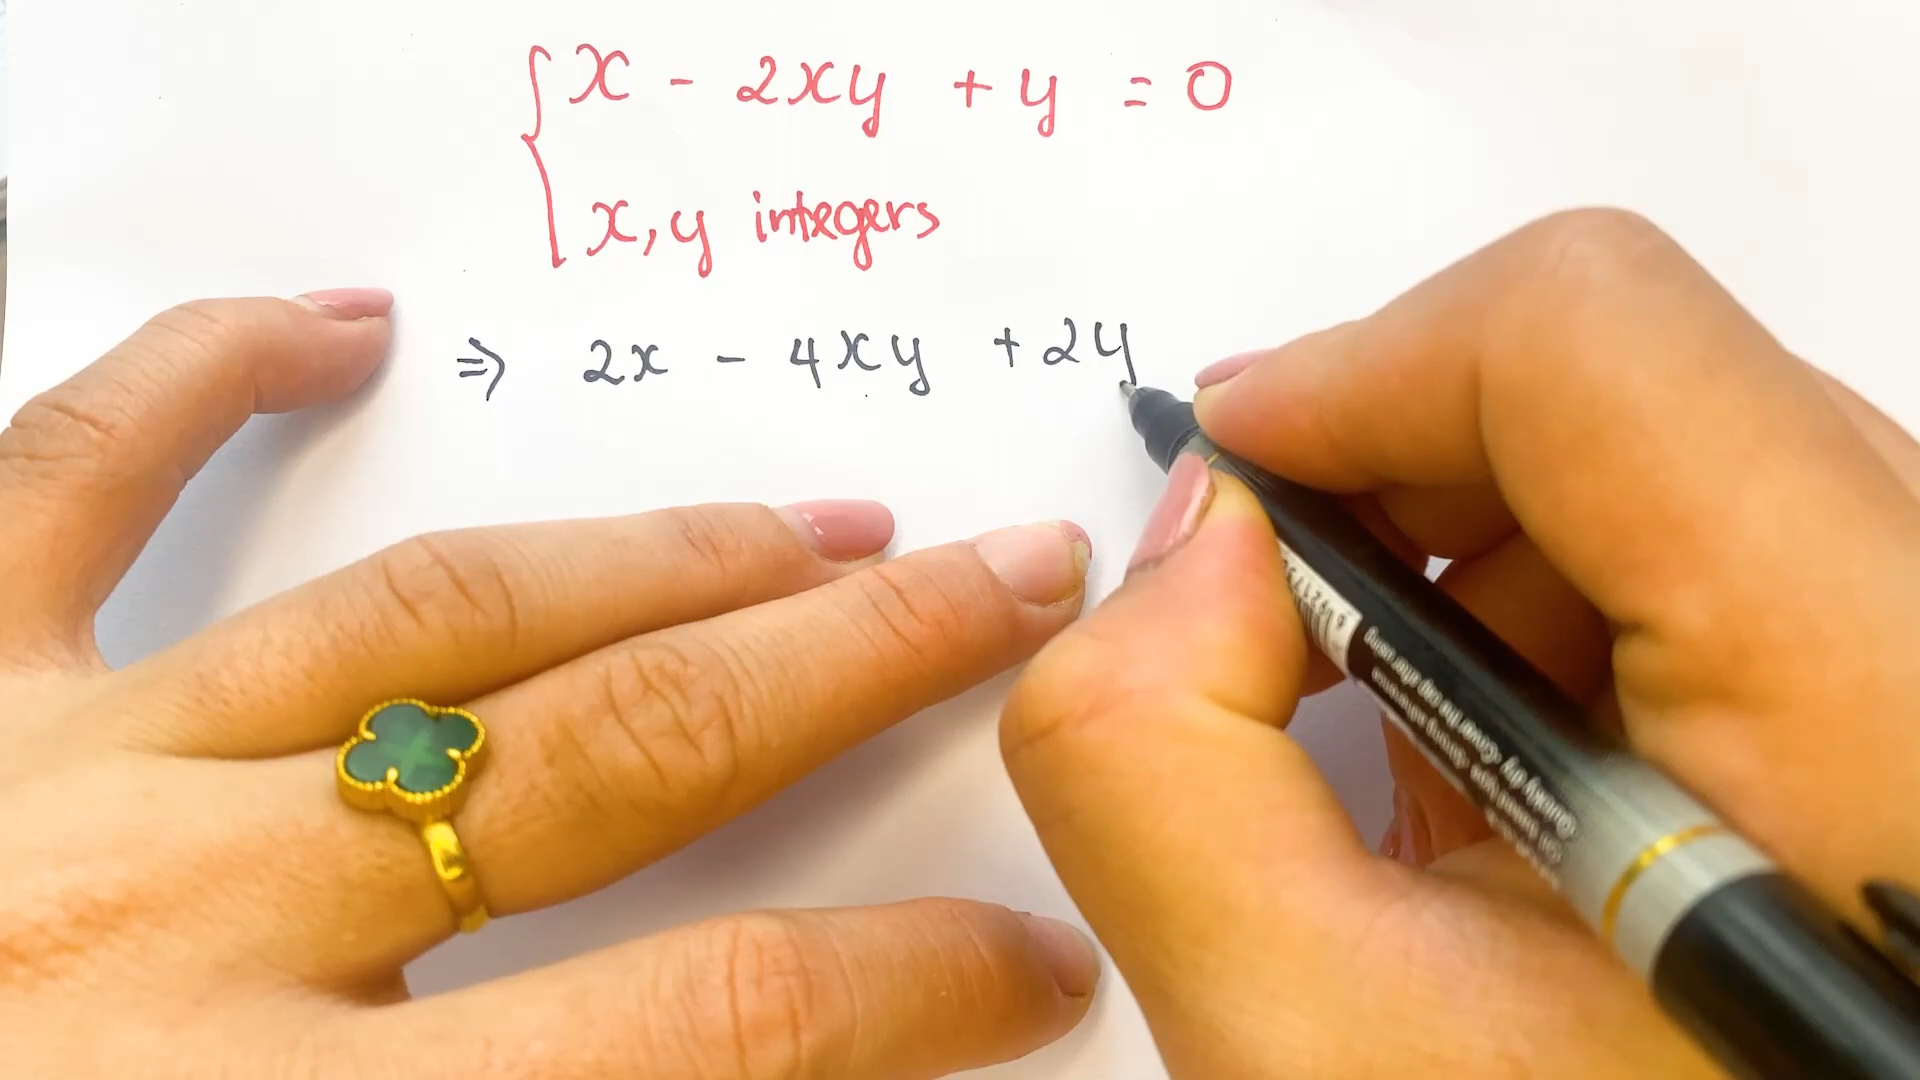 x - 2xy + y = 0
x, y integers
⇒ 2x - 4xy + 2y